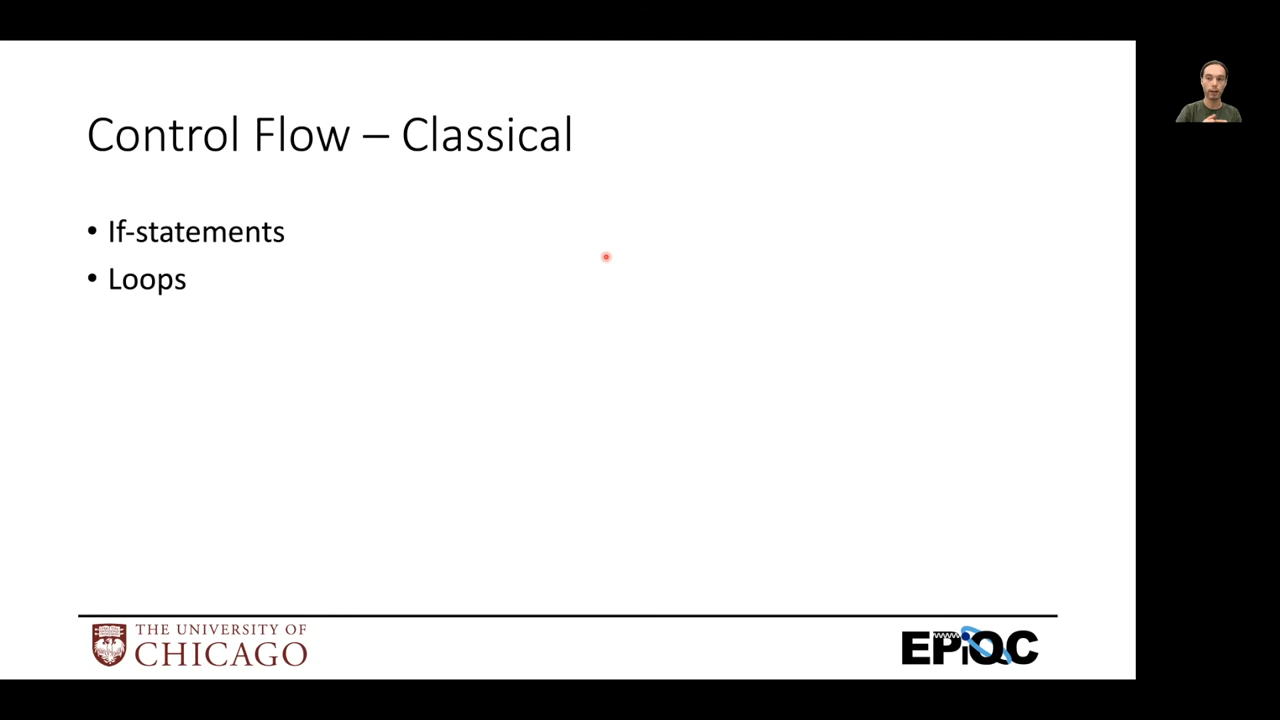 Control Flow – Classical
• If-statements
• Loops
THE UNIVERSITY OF
CHICAGO
EPiQC